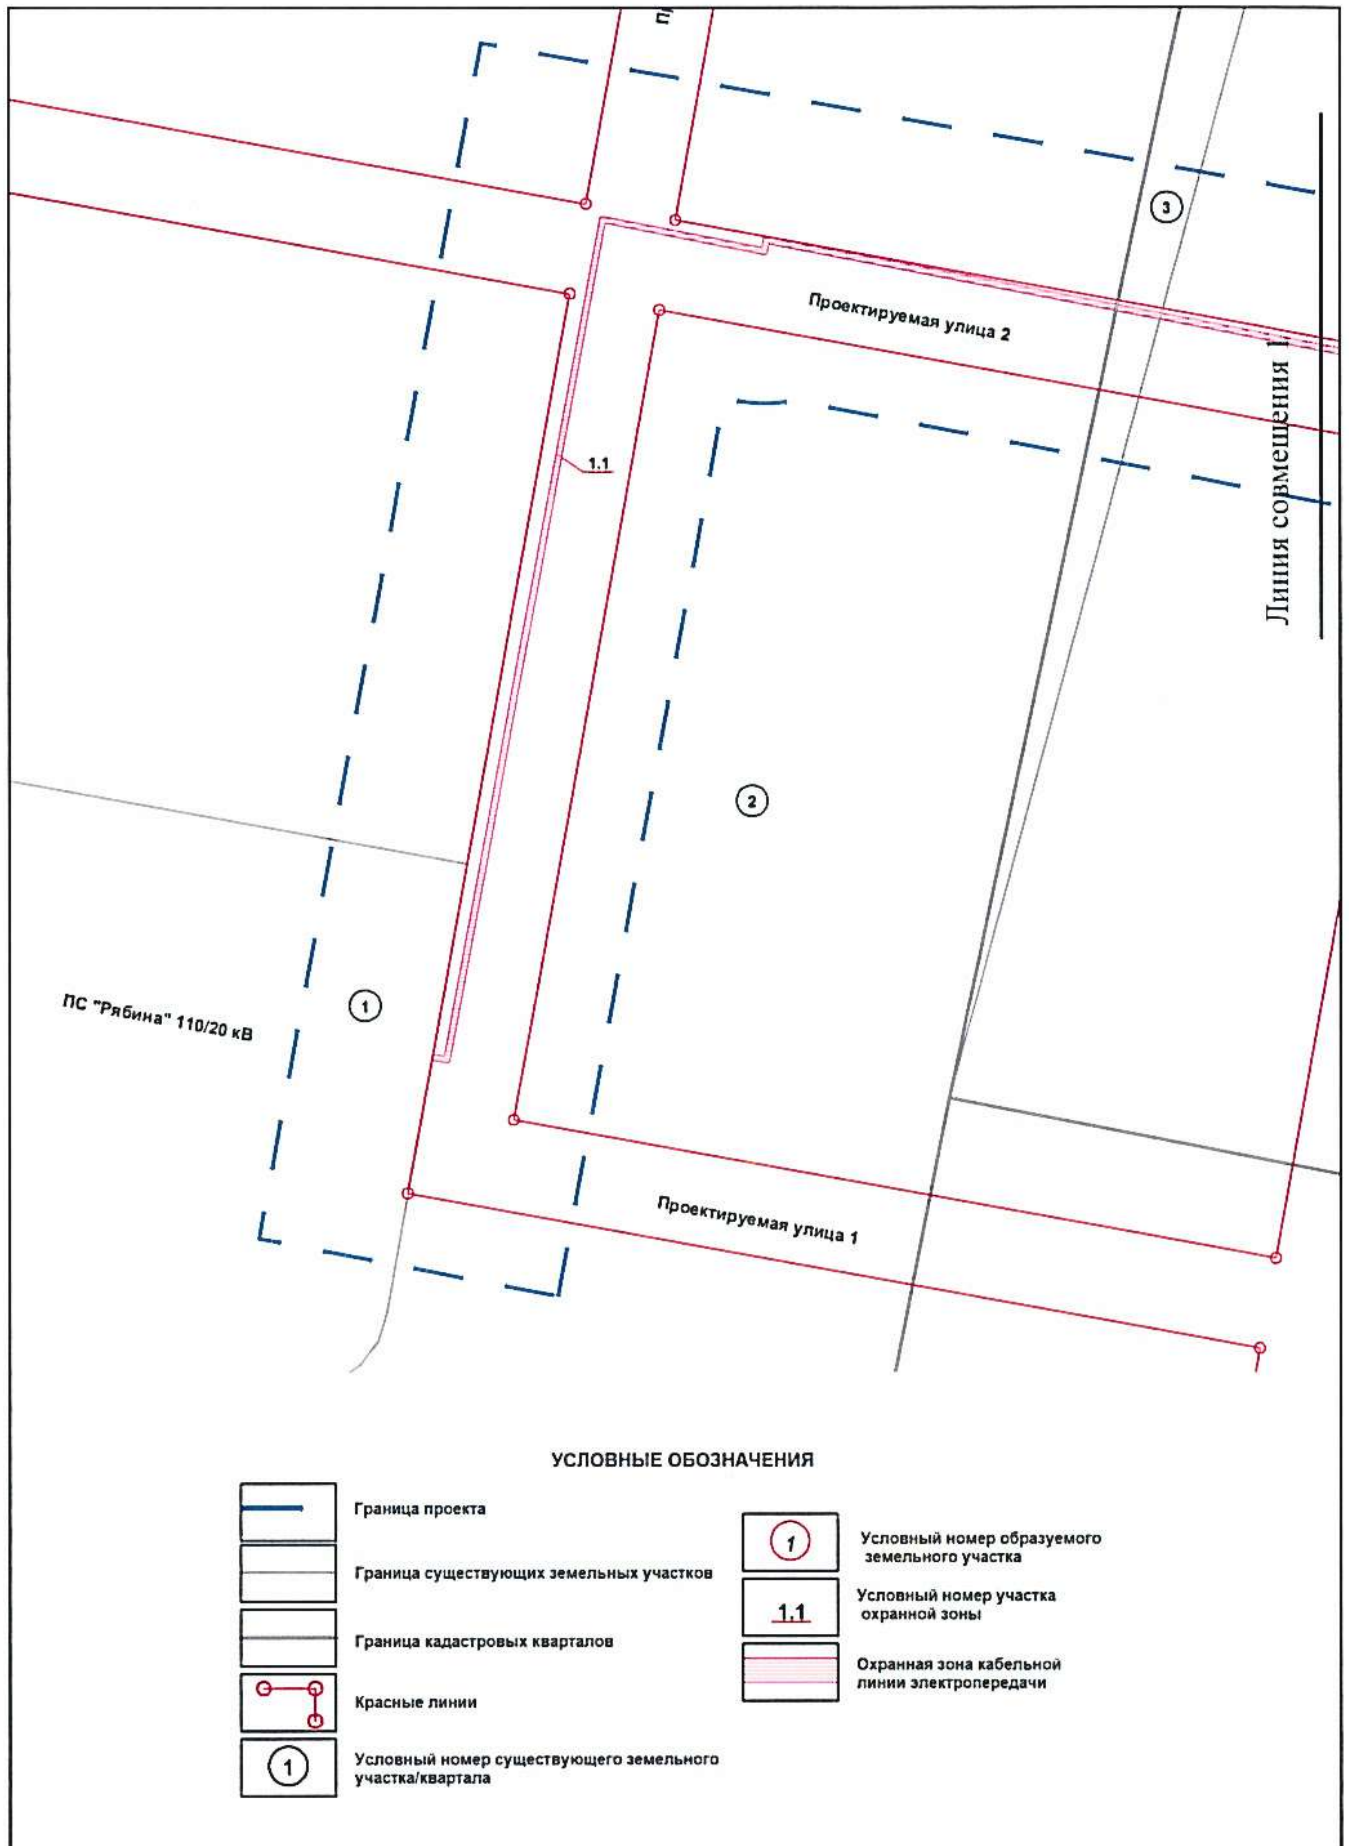 3
Проектируемая улица 2
1.1
Линия совмещения 1
2
1
ПС "Рябина" 110/20 кВ
Проектируемая улица 1
УСЛОВНЫЕ ОБОЗНАЧЕНИЯ
Граница проекта
Граница существующих земельных участков
Граница кадастровых кварталов
Красные линии
1
Условный номер существующего земельного
участка/квартала
1
Условный номер образуемого
земельного участка
1.1
Условный номер участка
охранной зоны
Охранная зона кабельной
линии электропередачи